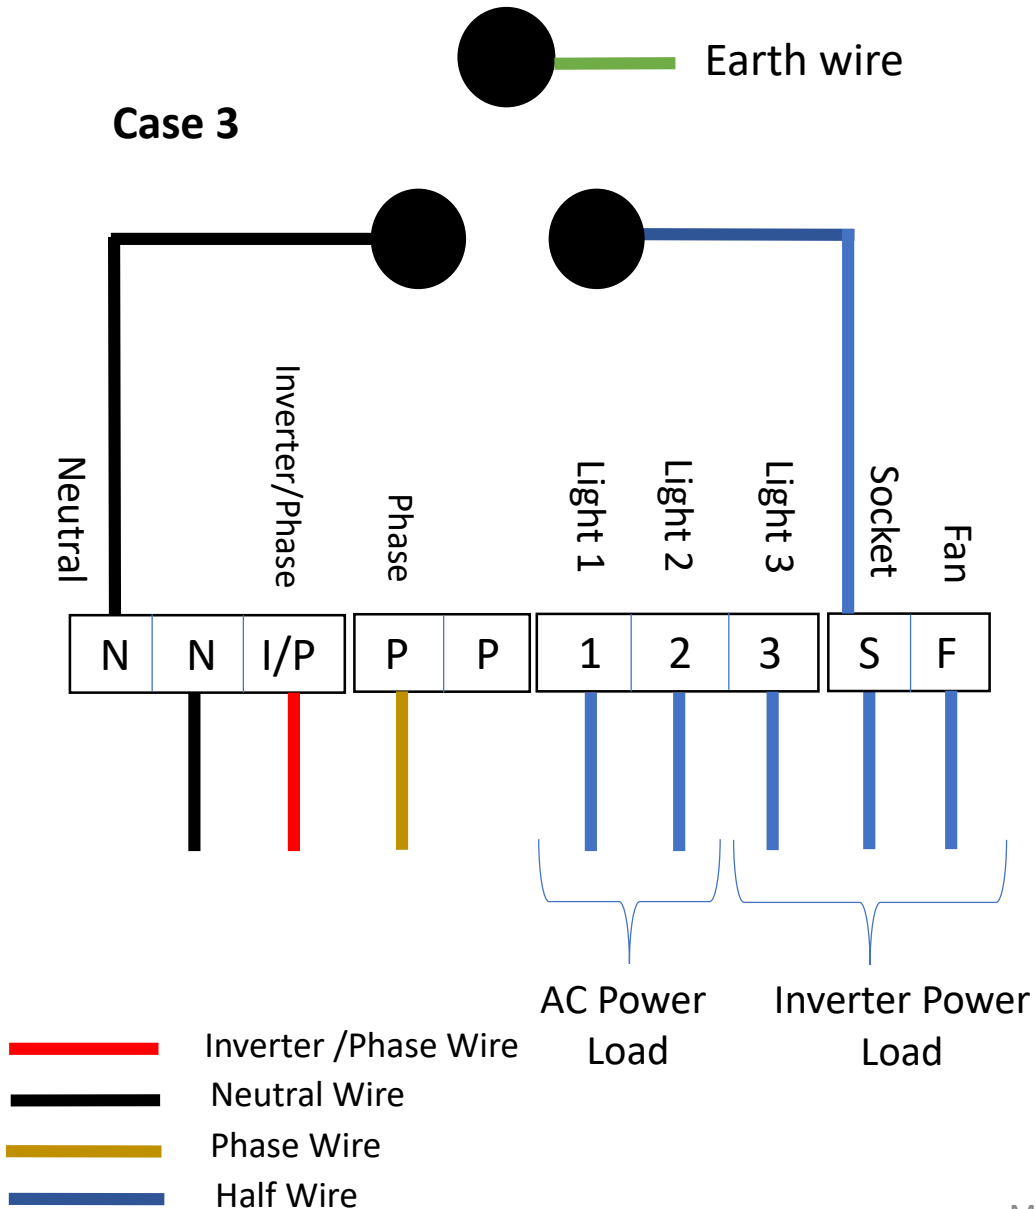 Earth wire
Case 3
Neutral
Inverter/Phase
Phase
Light 1
Light 2
Light 3
Socket
Fan
N N I/P P P 1 2 3 S F
AC Power
Load
Inverter Power
Load
Inverter /Phase Wire
Neutral Wire
Phase Wire
Half Wire